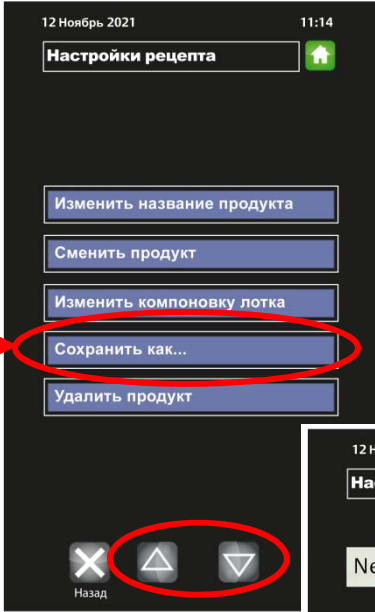 12 Ноябрь 2021 11:14
Настройки рецепта
Изменить название продукта
Сменить продукт
Изменить компоновку лотка
Сохранить как...
Удалить продукт
Назад
12